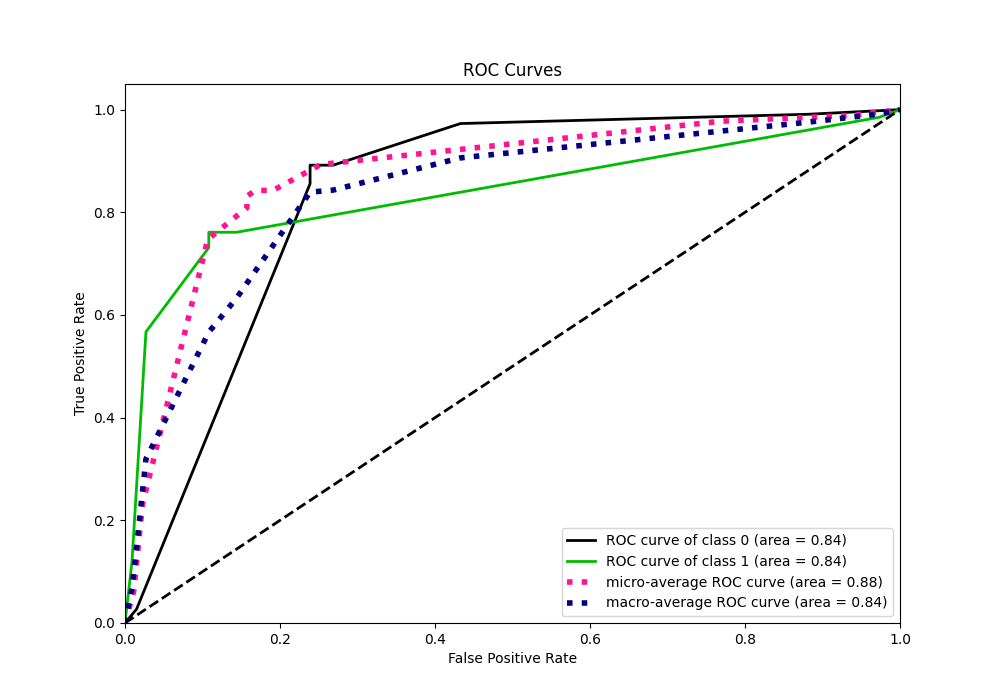 ROC Curves
True Positive Rate
1.0
0.8
0.6
0.4
0.2
0.0
0.0 0.2 0.4 0.6 0.8 1.0
False Positive Rate
ROC curve of class 0 (area = 0.84)
ROC curve of class 1 (area = 0.84)
micro-average ROC curve (area = 0.88)
macro-average ROC curve (area = 0.84)